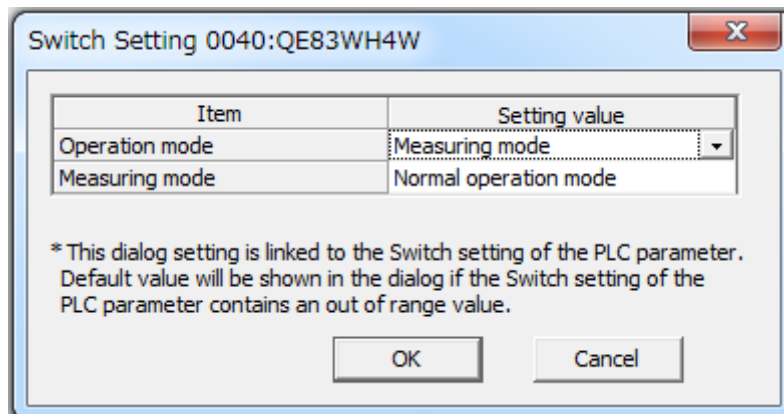 Switch Setting 0040:QE83WH4W
Item Setting value
Operation mode Measuring mode
Measuring mode Normal operation mode
* This dialog setting is linked to the Switch setting of the PLC parameter.
Default value will be shown in the dialog if the Switch setting of the
PLC parameter contains an out of range value.
OK Cancel